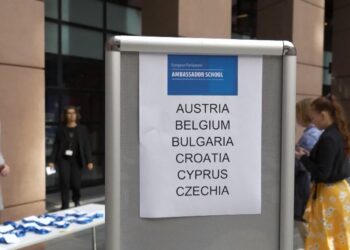 European Parliament
AMBASSADOR SCHOOL
AUSTRIA
BELGIUM
BULGARIA
CROATIA
CYPRUS
CZECHIA